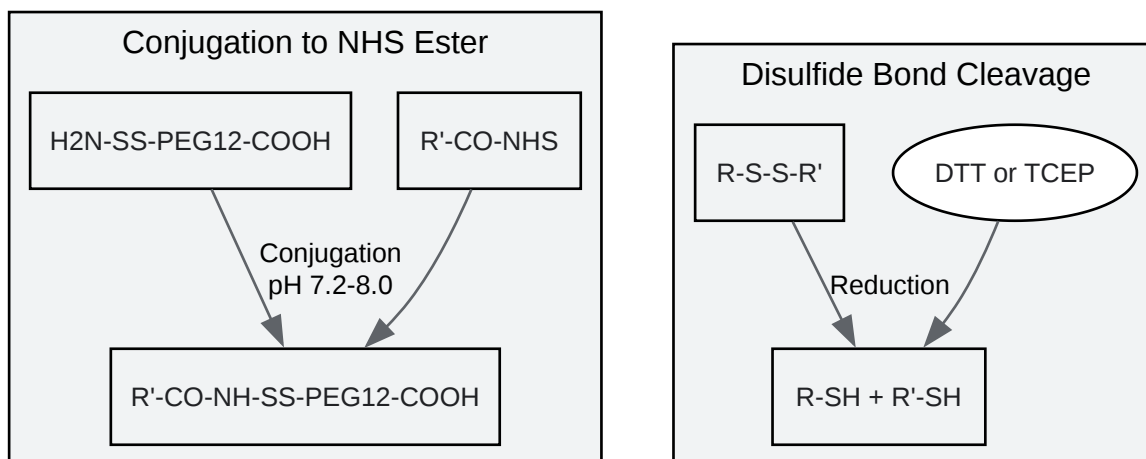 Conjugation to NHS Ester
H2N-SS-PEG12-COOH
R'-CO-NHS
Conjugation
pH 7.2-8.0
R'-CO-NH-SS-PEG12-COOH
Disulfide Bond Cleavage
R-S-S-R'
DTT or TCEP
Reduction
R-SH + R'-SH